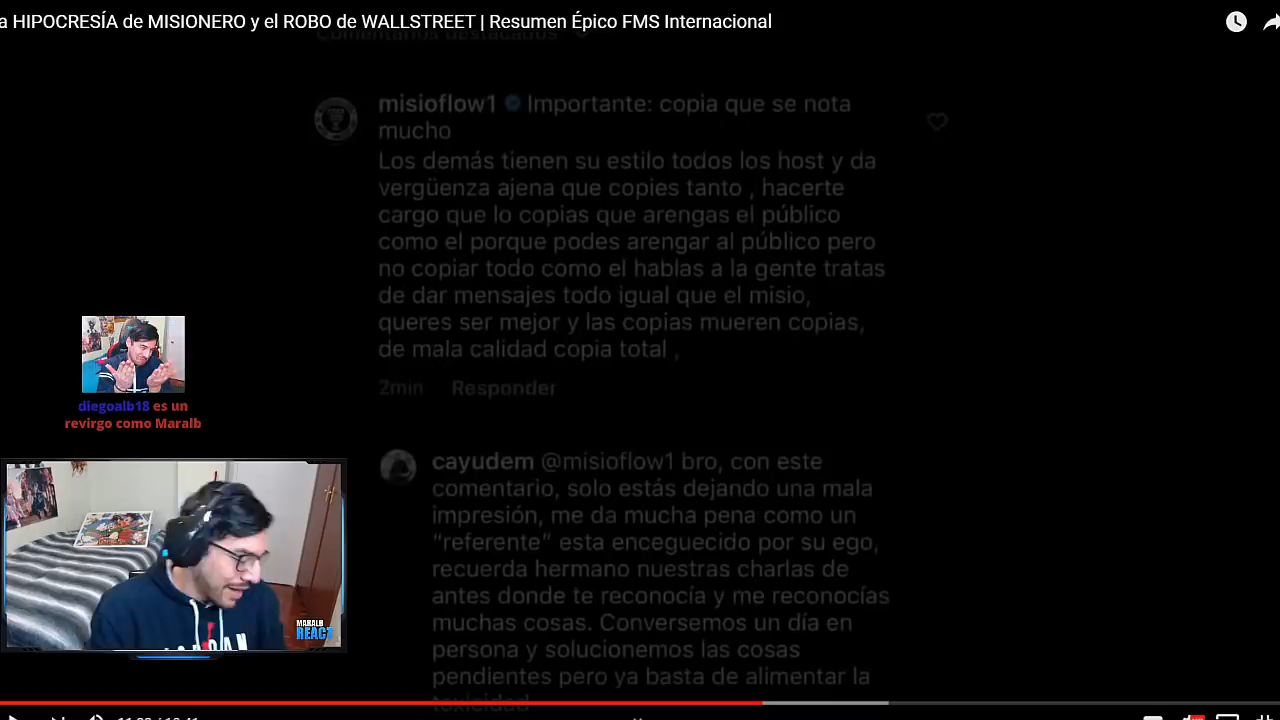 a HIPOCRESÍA de MISIONERO y el ROBO de WALLSTREET | Resumen Épico FMS Internacional
Comentarios destacados
misioflow1 Importante: copia que se nota
mucho
Los demás tienen su estilo todos los host y da
vergüenza ajena que copies tanto , hacerte
cargo que lo copias que arengas el público
como el porque podes arengar al público pero
no copiar todo como el hablas a la gente tratas
de dar mensajes todo igual que el misio,
queres ser mejor y las copias mueren copias,
de mala calidad copia total ,
2min Responder
diegoalb18 es un
revirgo como Maralb
cayudem @misioflow1 bro, con este
comentario, solo estás dejando una mala
impresión, me da mucha pena como un
"referente" esta enceguecido por su ego,
recuerda hermano nuestras charlas de
antes donde te reconocía y me reconocías
muchas cosas. Conversemos un día en
persona y solucionemos las cosas
pendientes pero ya basta de alimentar la
toxicidad
MARALB
REACT